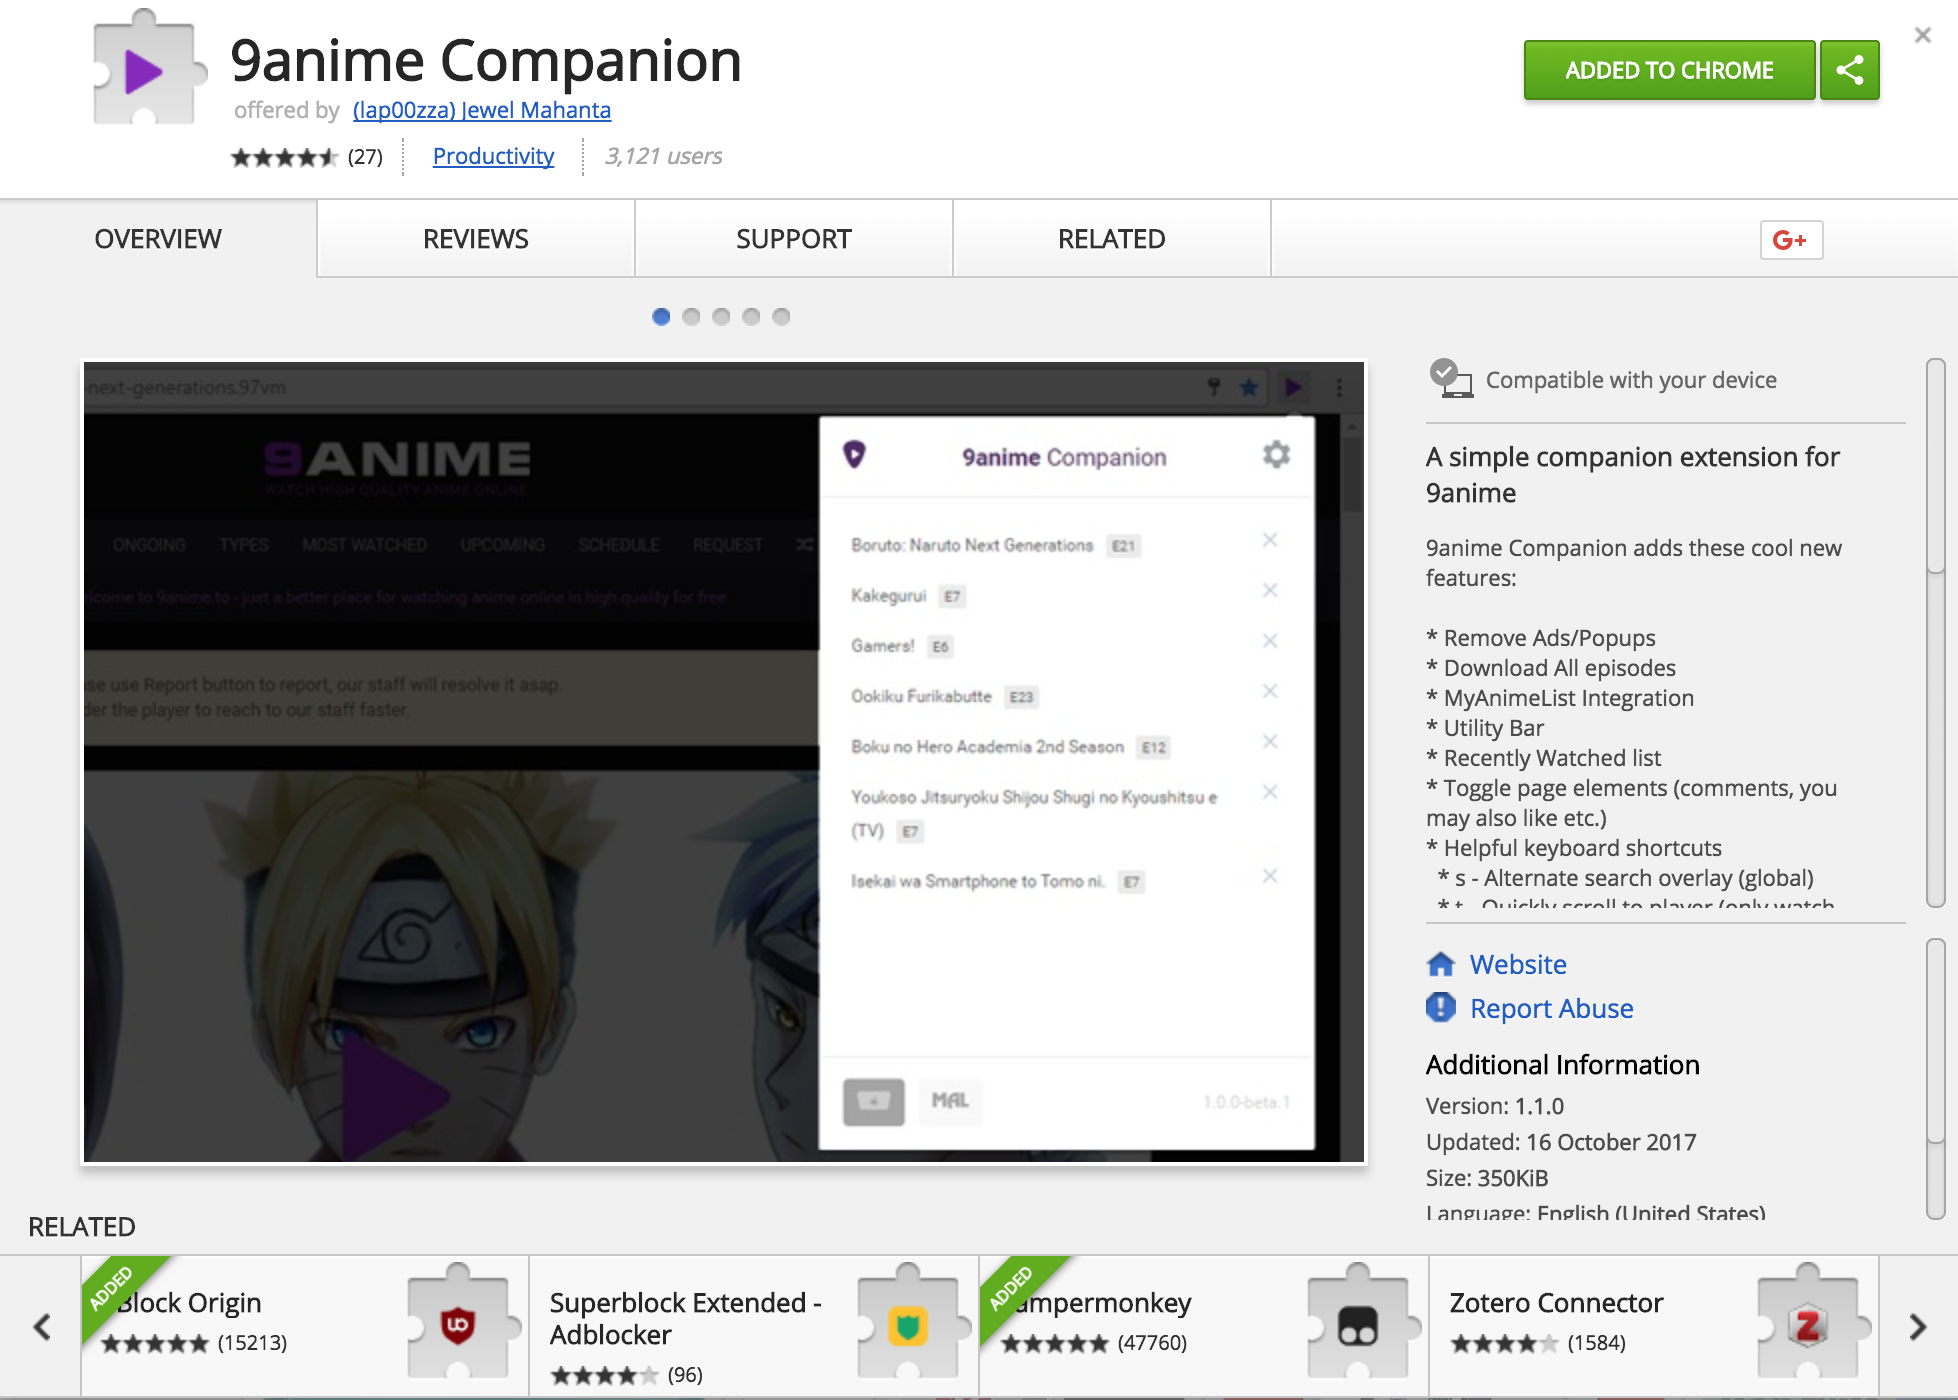 9anime Companion
offered by (lap00zza) Jewel Mahanta
(27) Productivity 3,121 users
ADDED TO CHROME
OVERVIEW REVIEWS SUPPORT RELATED
G+
-next-generations.97vm
9ANIME
WATCH HIGH QUALITY ANIME ONLINE
ONGOING TYPES MOST WATCHED UPCOMING SCHEDULE REQUEST
elcome to 9anime.to - just a better place for watching anime online in high quality for free
se use Report button to report, our staff will resolve it asap.
der the player to reach to our staff faster.
9anime Companion
Boruto: Naruto Next Generations E21
Kakegurui E7
Gamers! E6
Ookiku Furikabutte E23
Boku no Hero Academia 2nd Season E12
Youkoso Jitsuryoku Shijou Shugi no Kyoushitsu e
(TV) E7
Isekai wa Smartphone to Tomo ni. E7
MAL 1.0.0-beta.1
Compatible with your device
A simple companion extension for
9anime
9anime Companion adds these cool new
features:
* Remove Ads/Popups
* Download All episodes
* MyAnimeList Integration
* Utility Bar
* Recently Watched list
* Toggle page elements (comments, you
may also like etc.)
* Helpful keyboard shortcuts
* s - Alternate search overlay (global)
* t - Quickly scroll to player (only watch
Website
Report Abuse
Additional Information
Version: 1.1.0
Updated: 16 October 2017
Size: 350KiB
Language: English (United States)
RELATED
ADDED
Block Origin
(15213)
Superblock Extended -
Adblocker
(96)
ADDED
ampermonkey
(47760)
Zotero Connector
(1584)